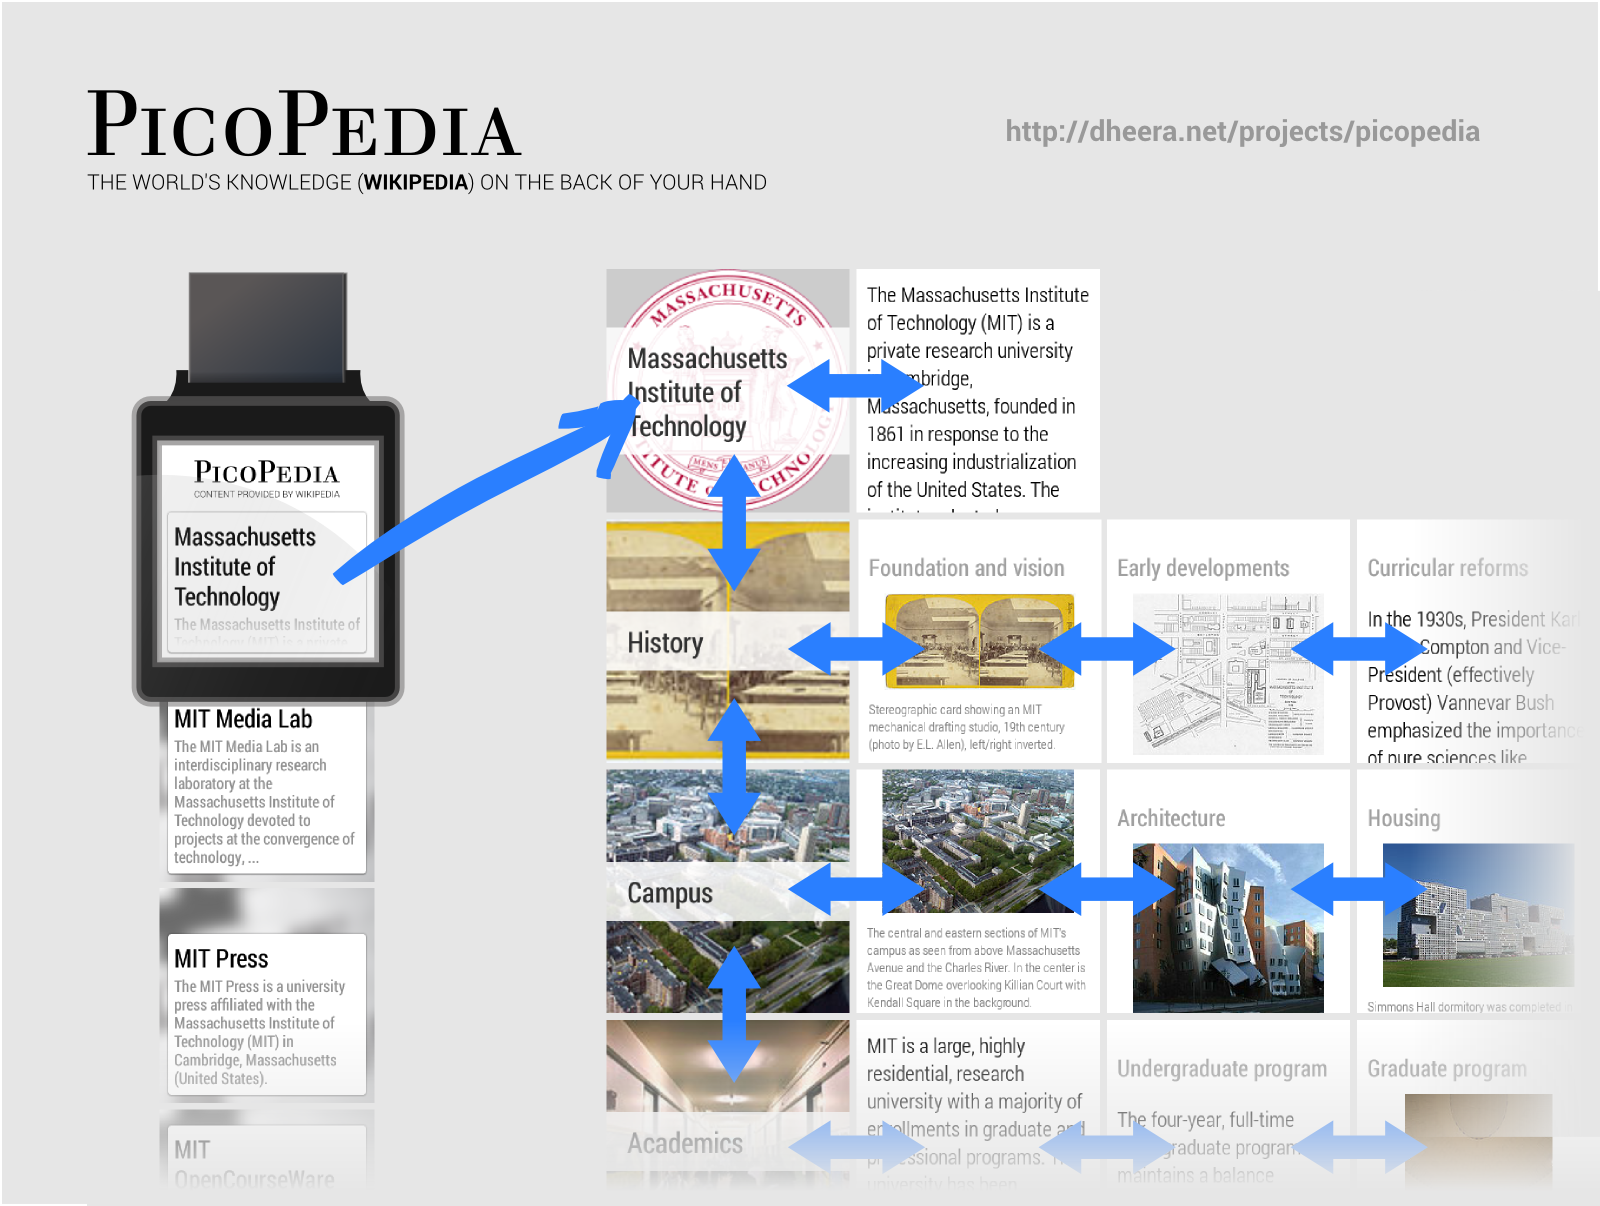 PICOPEDIA
THE WORLD'S KNOWLEDGE (WIKIPEDIA) ON THE BACK OF YOUR HAND
http://dheera.net/projects/picopedia
PICOPEDIA
CONTENT PROVIDED BY WIKIPEDIA
Massachusetts
Institute of
Technology
The Massachusetts Institute of
Technology (MIT) is a private
MIT Media Lab
The MIT Media Lab is an
interdisciplinary research
laboratory at the
Massachusetts Institute of
Technology devoted to
projects at the convergence of
technology, ...
MIT Press
The MIT Press is a university
press affiliated with the
Massachusetts Institute of
Technology (MIT) in
Cambridge, Massachusetts
(United States).
MIT
OpenCourseWare
MASSACHUSETTS
Massachusetts
Institute of
Technology
MENS
The Massachusetts Institute
of Technology (MIT) is a
private research university
Massachusetts, founded in
1861 in response to the
increasing industrialization
of the United States. The
History
Foundation and vision
Stereographic card showing an MIT
mechanical drafting studio, 19th century
(photo by E.L. Allen), left/right inverted.
Early developments
Curricular reforms
In the 1930s, President Karl
Compton and Vice-
President (effectively
Provost) Vannevar Bush
emphasized the importance
of pure sciences like
Campus
The central and eastern sections of MIT's
campus as seen from above Massachusetts
Avenue and the Charles River. In the center is
the Great Dome overlooking Killian Court with
Kendall Square in the background.
Architecture
Housing
Simmons Hall dormitory was completed in
Academics
MIT is a large, highly
residential, research
university with a majority of
enrollments in graduate and
professional programs.
university has been
Undergraduate program
The four-year, full-time
graduate program
maintains a balance
Graduate program